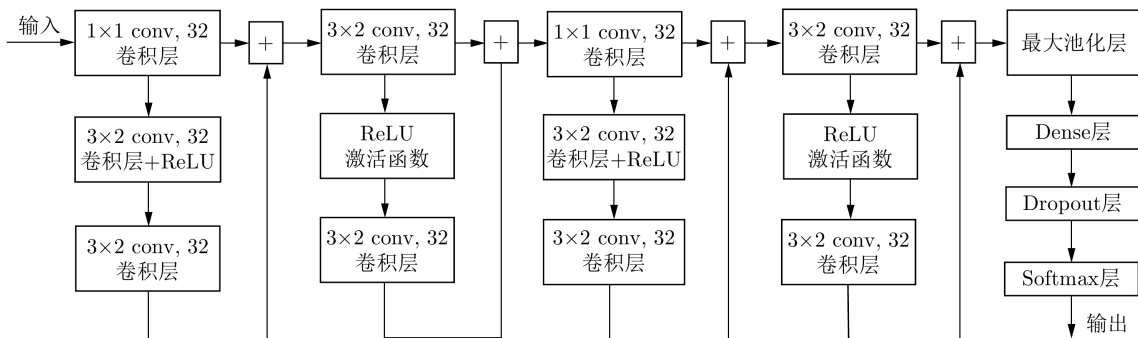 输入
1×1 conv, 32
卷积层
3×2 conv, 32
卷积层+ReLU
3×2 conv, 32
卷积层
+
3×2 conv, 32
卷积层
ReLU
激活函数
3×2 conv, 32
卷积层
+
1×1 conv, 32
卷积层
3×2 conv, 32
卷积层+ReLU
3×2 conv, 32
卷积层
+
3×2 conv, 32
卷积层
ReLU
激活函数
3×2 conv, 32
卷积层
+
最大池化层
Dense层
Dropout层
Softmax层
输出